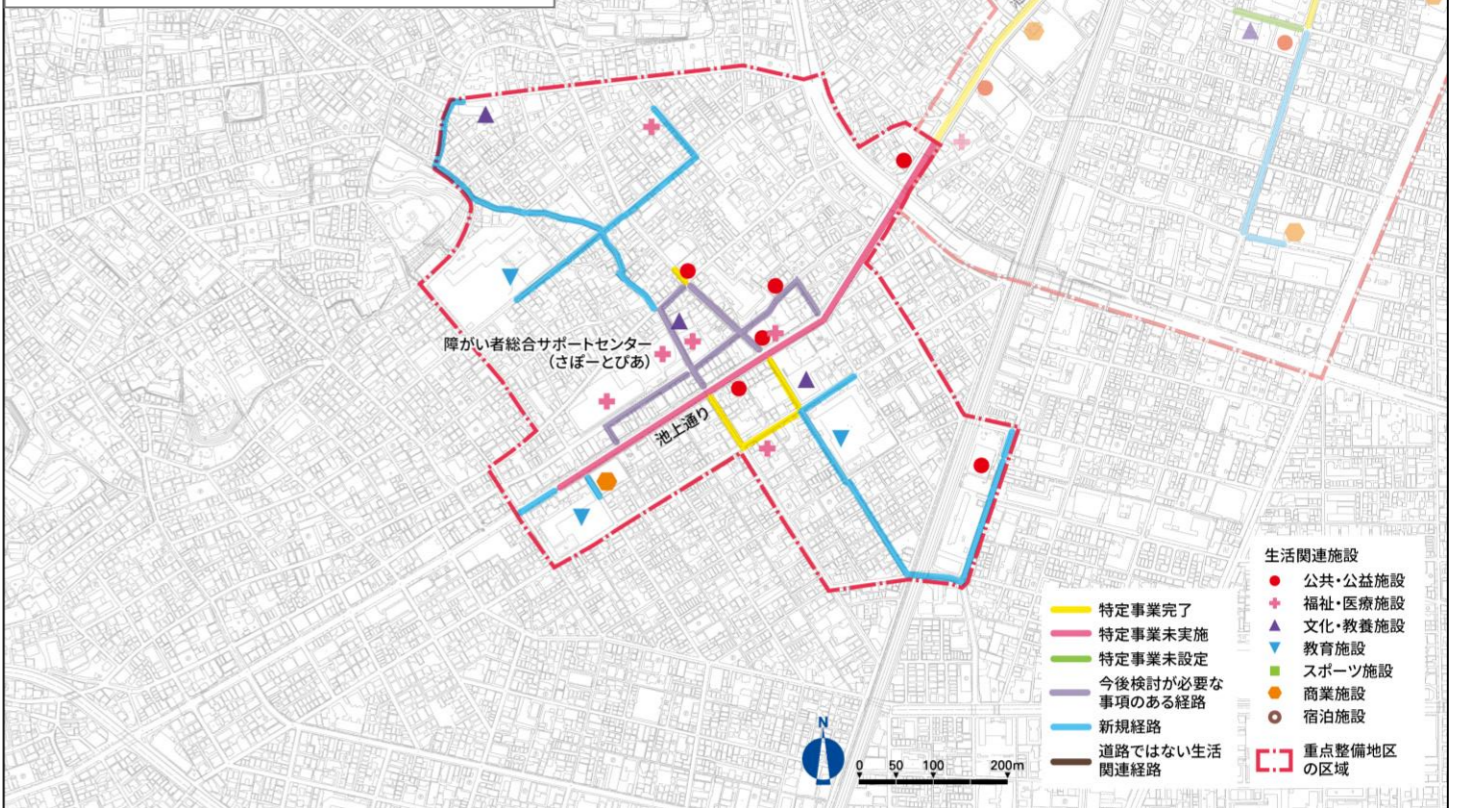 障がい者総合サポートセンター
(さぽーとぴあ)
池上通り
N
0 50 100 200m
特定事業完了
特定事業未実施
特定事業未設定
今後検討が必要な
事項のある経路
新規経路
道路ではない生活
関連経路
生活関連施設
公共・公益施設
福祉・医療施設
文化・教養施設
教育施設
スポーツ施設
商業施設
宿泊施設
重点整備地区
の区域